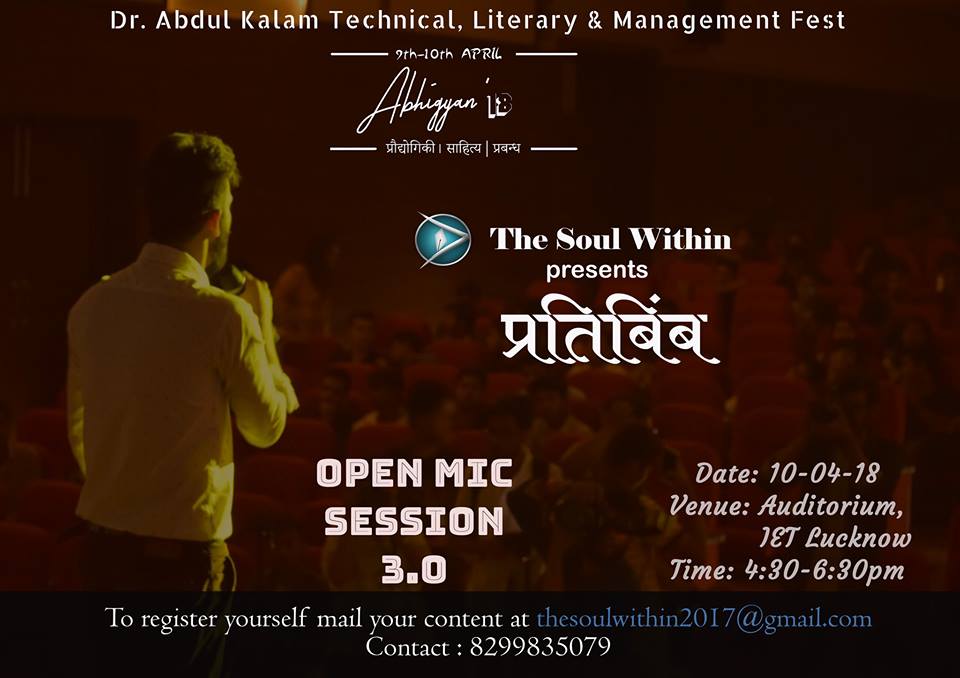 Dr. Abdul Kalam Technical, Literary & Management Fest
9th-10th APRIL
Abhigyan '18
प्रौद्योगिकी। साहित्य | प्रबन्ध
The Soul Within
presents
प्रतिबिंब
OPEN MIC
SESSION
3.0
Date: 10-04-18
Venue: Auditorium,
IET Lucknow
Time: 4:30-6:30pm
To register yourself mail your content at thesoulwithin2017@gmail.com
Contact : 8299835079